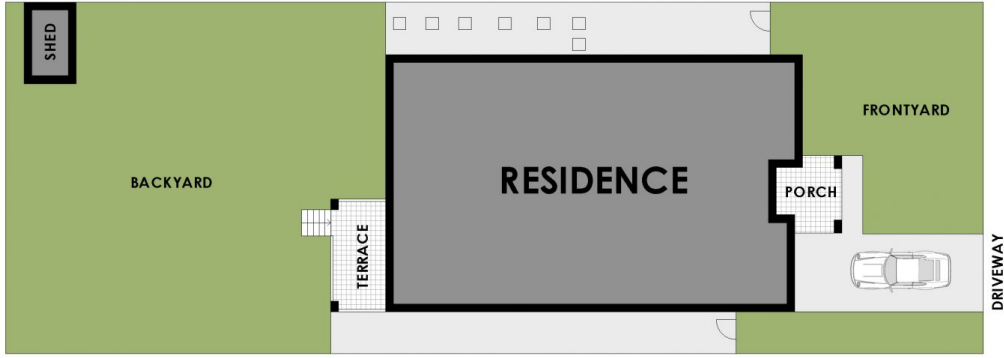 SHED
BACKYARD
TERRACE
RESIDENCE
PORCH
FRONTYARD
DRIVEWAY